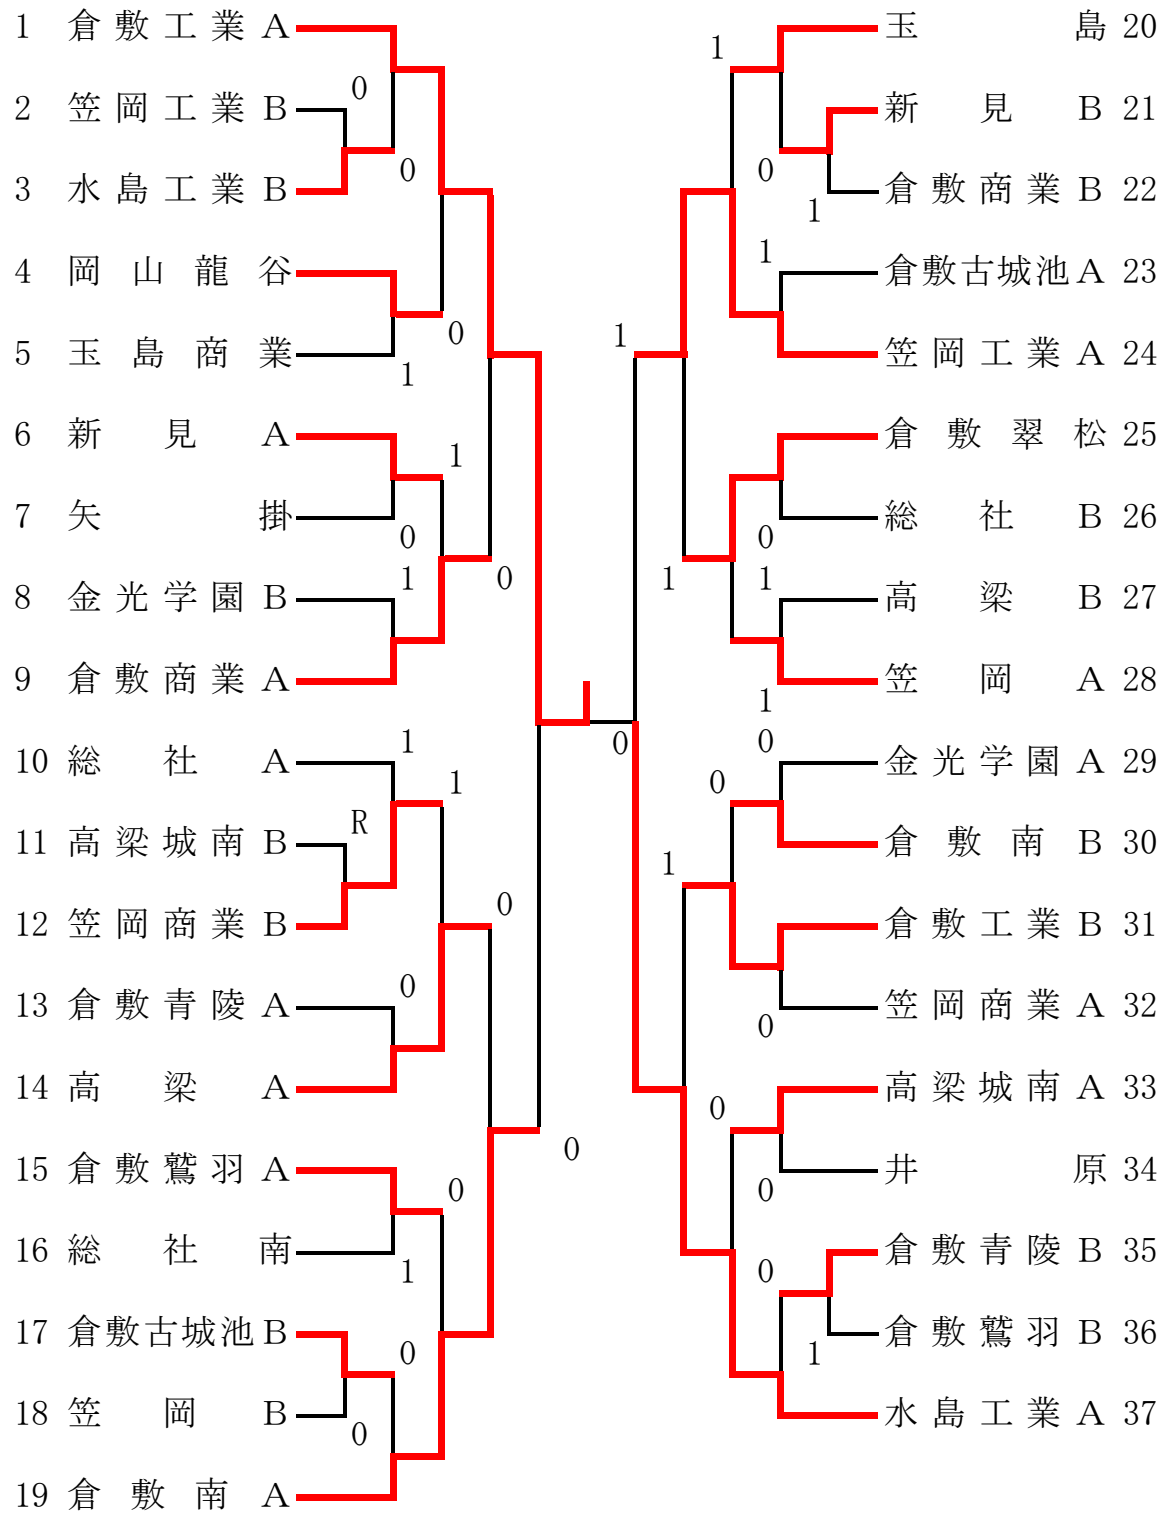 1 倉敷工業A
2 笠岡工業B
3 水島工業B
4 岡山龍谷
5 玉島商業
6 新見A
7 矢掛
8 金光学園B
9 倉敷商業A
10 総社A
11 高梁城南B
12 笠岡商業B
13 倉敷青陵A
14 高梁A
15 倉敷鷲羽A
16 総社南
17 倉敷古城池B
18 笠岡B
19 倉敷南A
0
0
0
1
1
0
1
0
1
1
R
0
0
0
1
0
0
0
1
0
1
0
1
1
1
0
1
1
1
0
0
0
1
0
0
0
1
玉島 20
新見B 21
倉敷商業B 22
倉敷古城池A 23
笠岡工業A 24
倉敷翠松 25
総社B 26
高梁B 27
笠岡A 28
金光学園A 29
倉敷南B 30
倉敷工業B 31
笠岡商業A 32
高梁城南A 33
井原 34
倉敷青陵B 35
倉敷鷲羽B 36
水島工業A 37